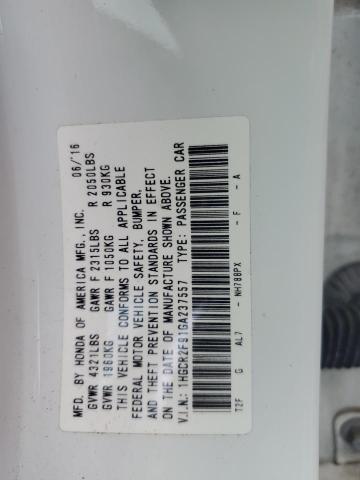 MFD. BY HONDA OF AMERICA MFG., INC. 06/'16
GVWR 4321LBS GAWR F 2315LBS R 2050LBS
GVWR 1960KG GAWR F 1050KG R 930KG
THIS VEHICLE CONFORMS TO ALL APPLICABLE
FEDERAL MOTOR VEHICLE SAFETY, BUMPER,
AND THEFT PREVENTION STANDARDS IN EFFECT
ON THE DATE OF MANUFACTURE SHOWN ABOVE.
V.I.N.: 1HGCR2F91GA237557 TYPE: PASSENGER CAR
T2F G AL7 - NH788PX - F - A